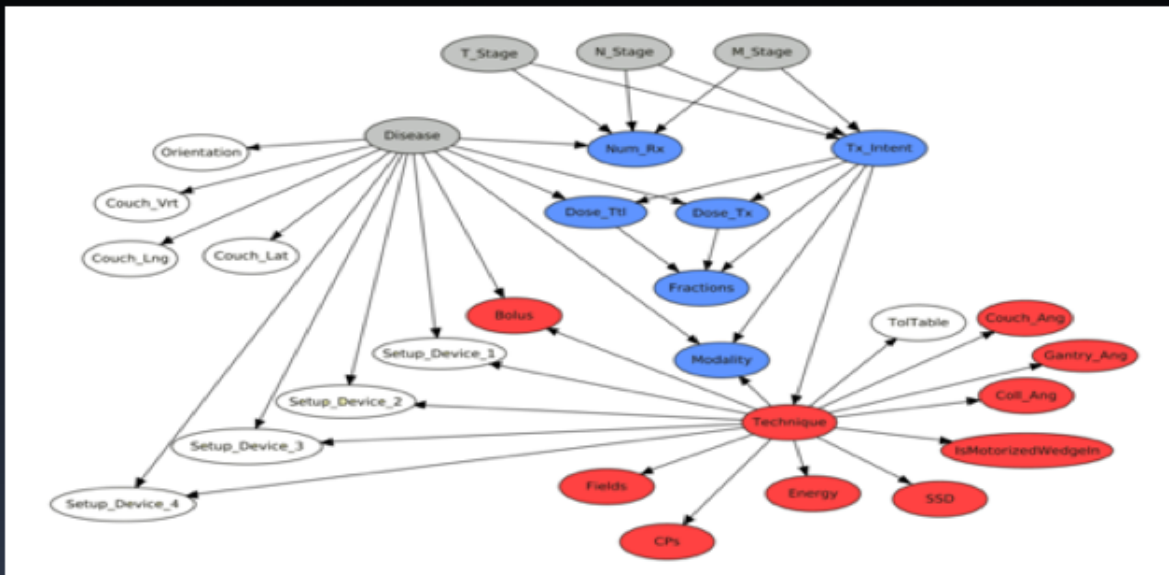 T_Stage
N_Stage
M_Stage
Disease
Num_Rx
Tx_Intent
Orientation
Couch_Vrt
Dose_Ttl
Dose_Tx
Couch_Lng
Couch_Lat
Fractions
Bolus
TolTable
Couch_Ang
Setup_Device_1
Modality
Gantry_Ang
Setup_Device_2
Coll_Ang
Technique
Setup_Device_3
IsMotorizedWedgeIn
Fields
Energy
SSD
Setup_Device_4
CPs